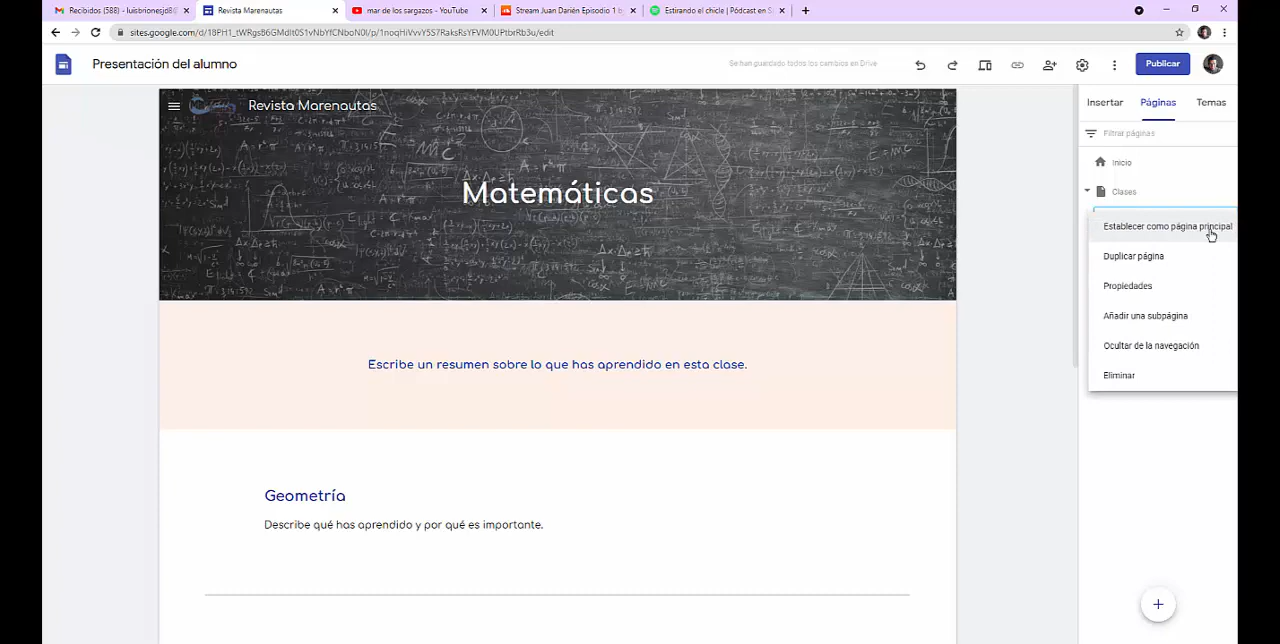 Recibidos (588) - luisbrionesjd8@
Revista Marenautas
mar de los sargazos - YouTube
Stream Juan Darién Episodio 1 b
Estirando el chicle | Pódcast en S
Presentación del alumno
Se han guardado todos los cambios en Drive
Publicar
Revista Marenautas
Insertar
Páginas
Temas
Filtrar páginas
Inicio
Clases
Matemáticas
Establecer como página principal
Duplicar página
Propiedades
Añadir una subpágina
Ocultar de la navegación
Eliminar
Escribe un resumen sobre lo que has aprendido en esta clase.
Geometría
Describe qué has aprendido y por qué es importante.